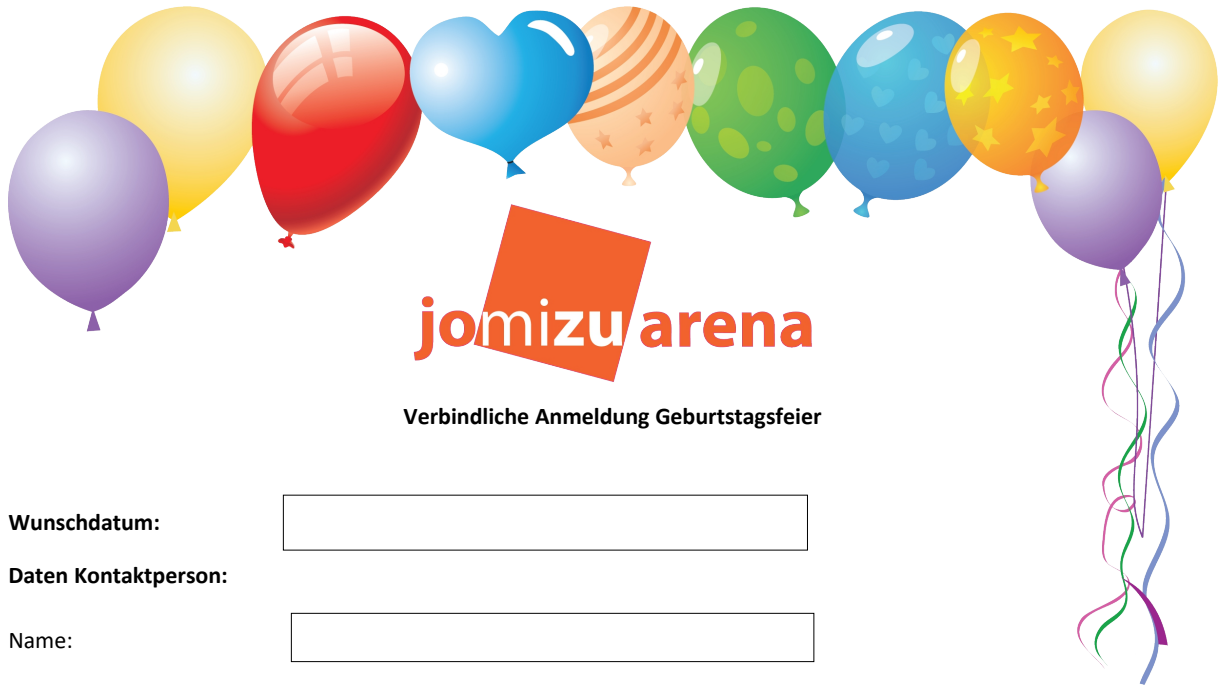 jomizu arena
Verbindliche Anmeldung Geburtstagsfeier
Wunschdatum:
Daten Kontaktperson:
Name: